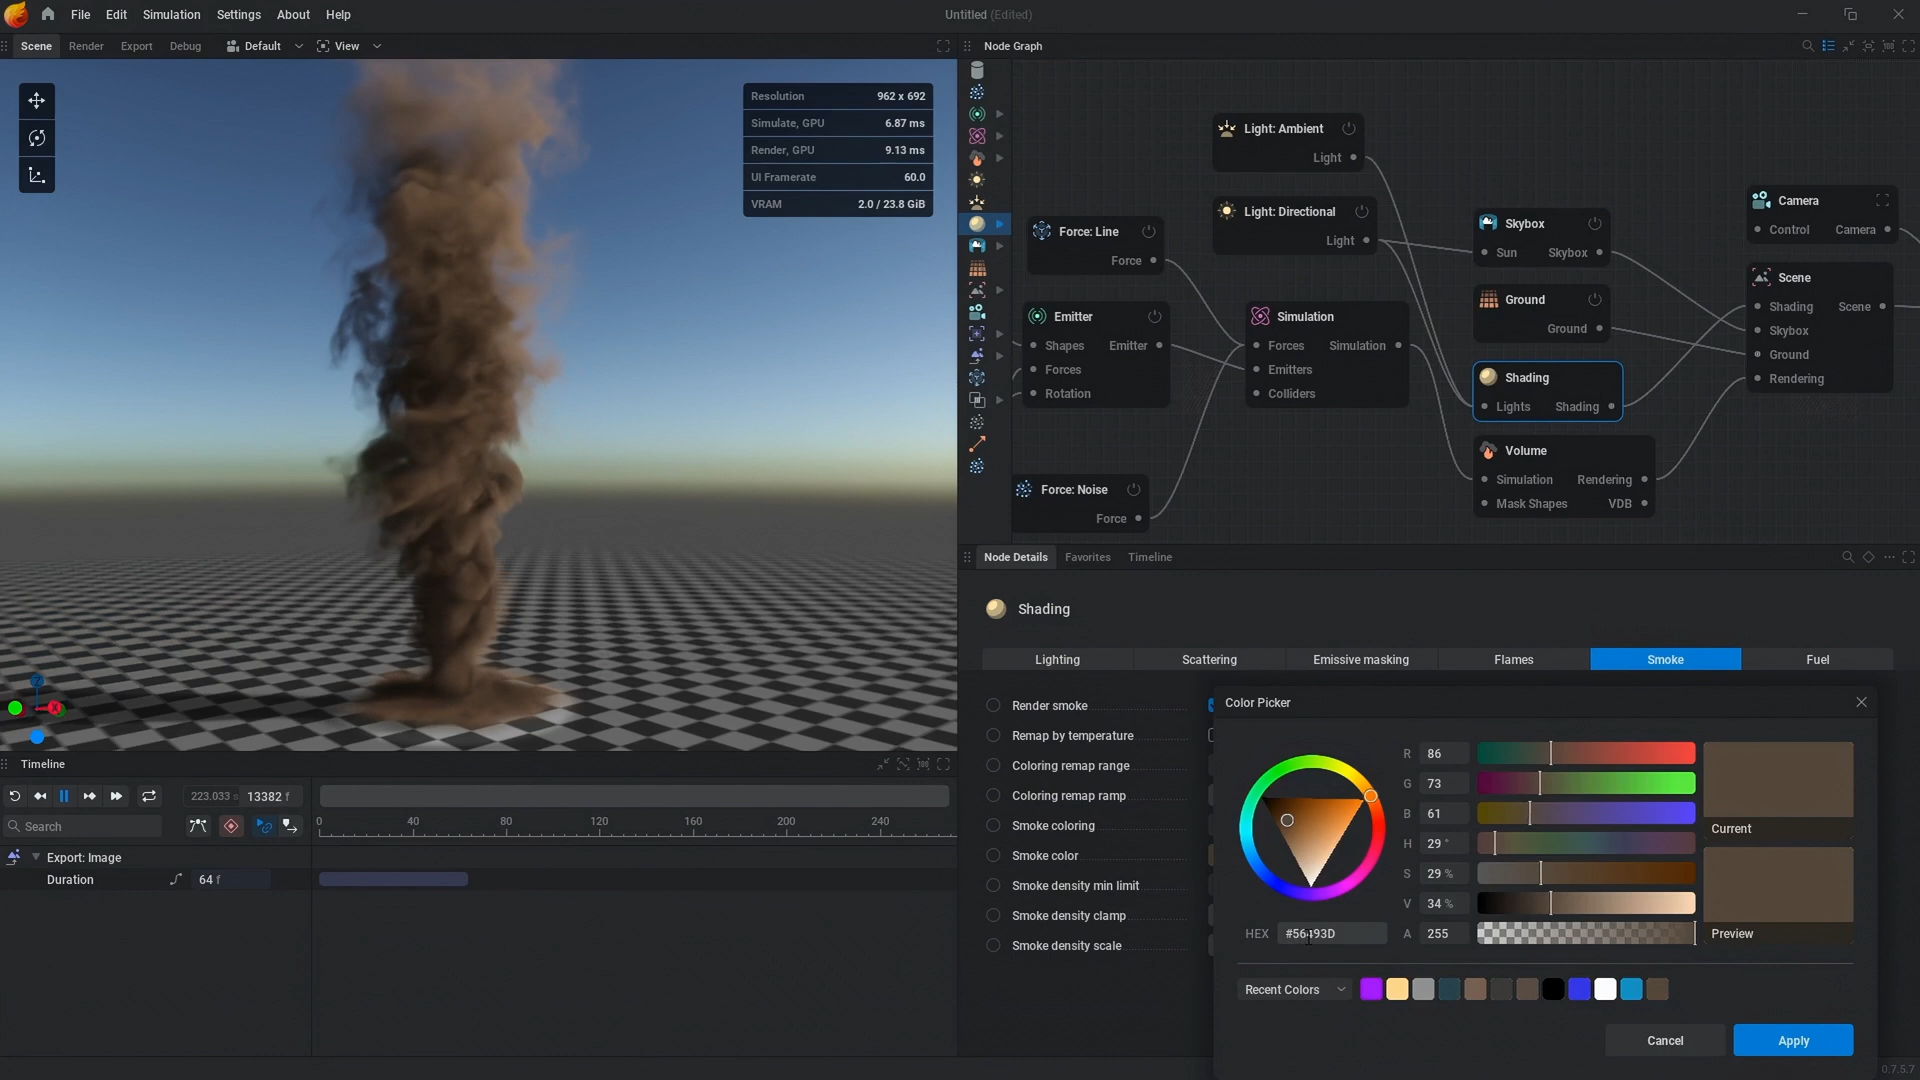 File Edit Simulation Settings About Help
Untitled (Edited)
Scene Render Export Debug Default View
Resolution 962 x 692
Simulate, GPU 6.87 ms
Render, GPU 9.13 ms
UI Framerate 60.0
VRAM 2.0 / 23.8 GiB
Z
X
Node Graph
Light: Ambient
Light
Light: Directional
Light
Force: Line
Force
Emitter
Shapes Emitter
Forces
Rotation
Force: Noise
Force
Simulation
Forces Simulation
Emitters
Colliders
Skybox
Sun Skybox
Ground
Ground
Shading
Lights Shading
Volume
Simulation Rendering
Mask Shapes VDB
Camera
Control Camera
Scene
Shading Scene
Skybox
Ground
Rendering
Node Details Favorites Timeline
Shading
Lighting Scattering Emissive masking Flames Smoke Fuel
Render smoke
Remap by temperature
Coloring remap range
Coloring remap ramp
Smoke coloring
Smoke color
Smoke density min limit
Smoke density clamp
Smoke density scale
Color Picker
R 86
G 73
B 61
H 29 °
S 29 %
V 34 %
HEX #56493D A 255
Current
Preview
Recent Colors
Cancel Apply
Timeline
223.033 s 13382 f
Search
0 40 80 120 160 200 240
Export: Image
Duration 64 f
0.7.5.7